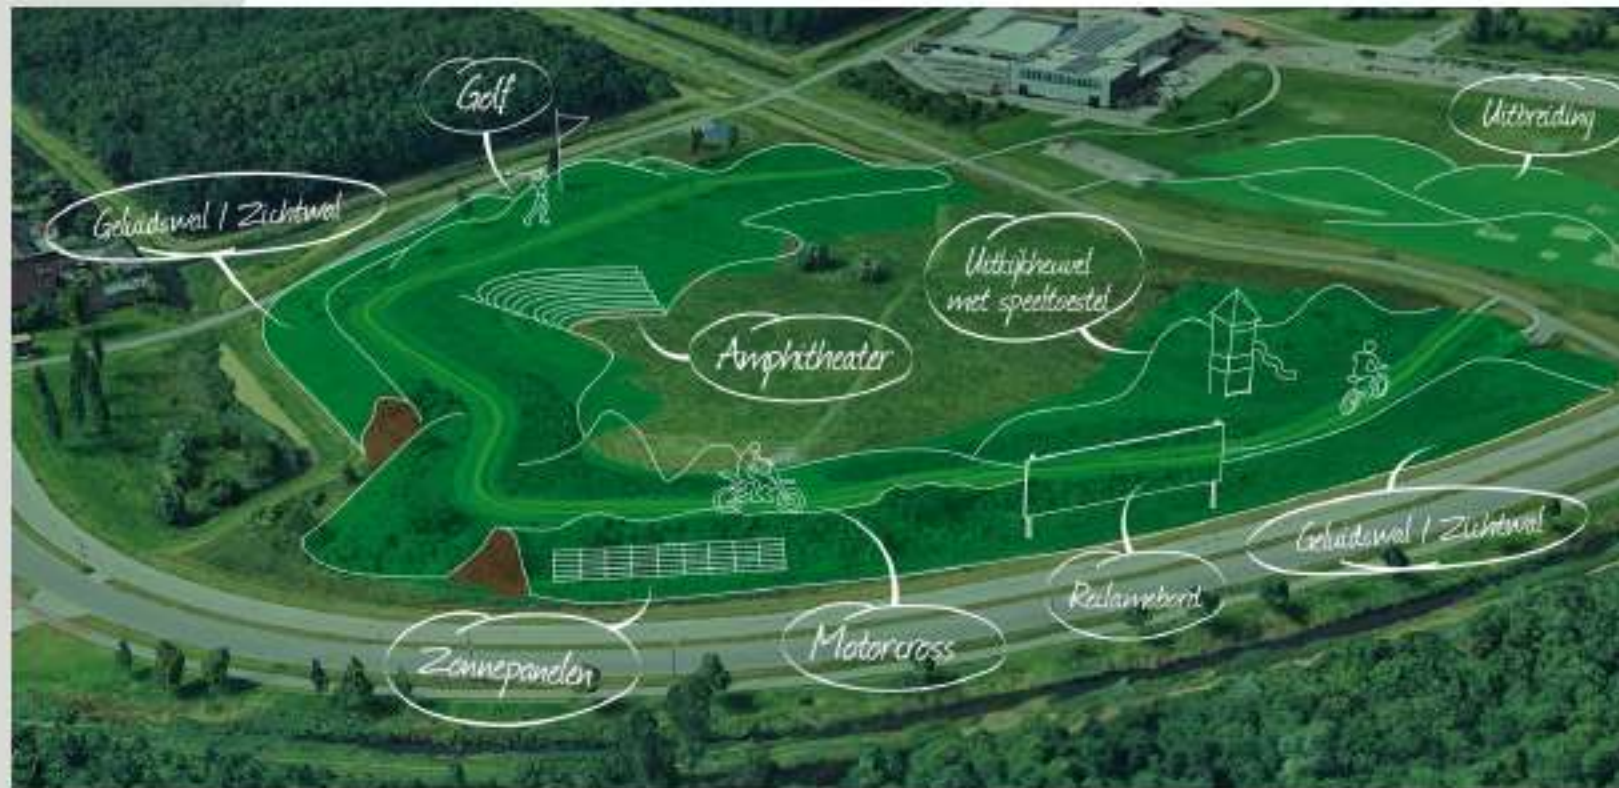 Golf
Uitbreiding
Geluidswal / Zichtwal
Uitkijkheuvel
met speeltoestel
Amphitheater
Geluidswal / Zichtwal
Reclamebord
Motorcross
Zonnepanelen